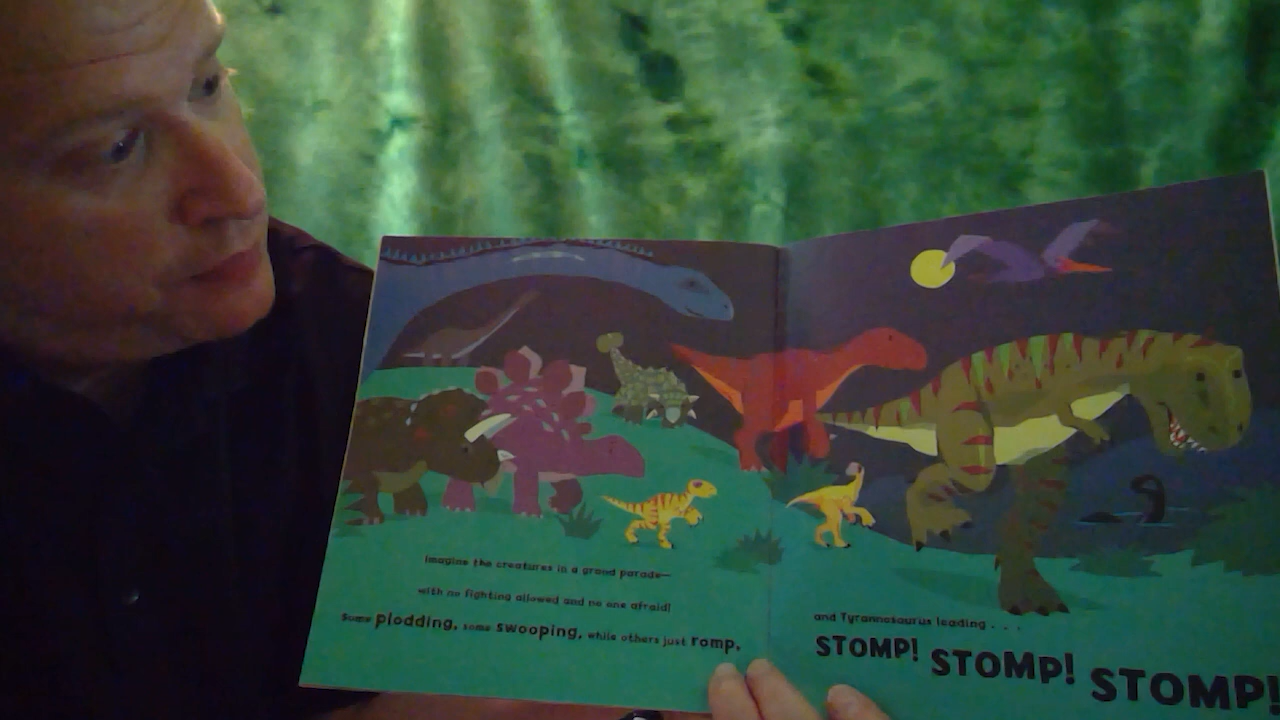 Imagine the creatures in a grand parade—
with no fighting allowed and no one afraid!
Some plodding, some swooping, while others just romp,
and Tyrannosaurus leading . . .
STOMP! STOMP! STOMP!